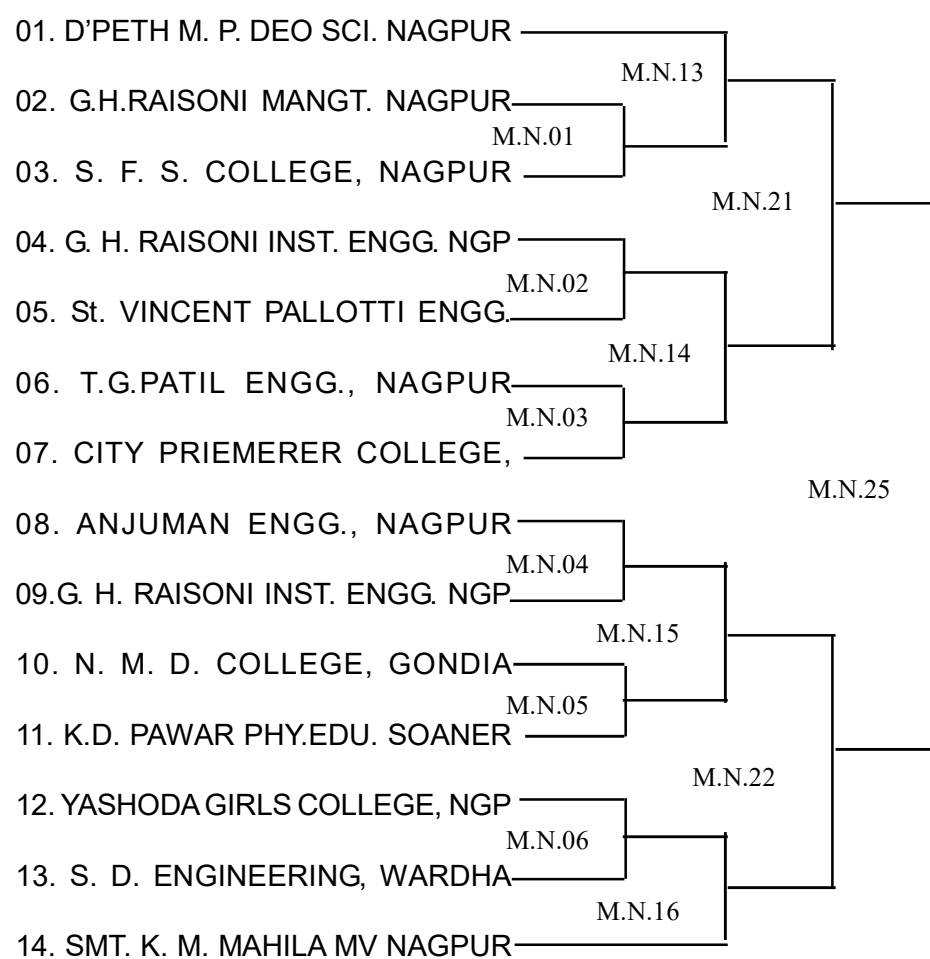 01. D'PETH M. P. DEO SCI. NAGPUR
M.N.13
02. G.H.RAISONI MANGT. NAGPUR
M.N.01
03. S. F. S. COLLEGE, NAGPUR
M.N.21
04. G. H. RAISONI INST. ENGG. NGP
M.N.02
05. St. VINCENT PALLOTTI ENGG.
M.N.14
06. T.G.PATIL ENGG., NAGPUR
M.N.03
07. CITY PRIEMERER COLLEGE,
M.N.25
08. ANJUMAN ENGG., NAGPUR
M.N.04
09.G. H. RAISONI INST. ENGG. NGP
M.N.15
10. N. M. D. COLLEGE, GONDIA
M.N.05
11. K.D. PAWAR PHY.EDU. SOANER
M.N.22
12. YASHODA GIRLS COLLEGE, NGP
M.N.06
13. S. D. ENGINEERING, WARDHA
M.N.16
14. SMT. K. M. MAHILA MV NAGPUR